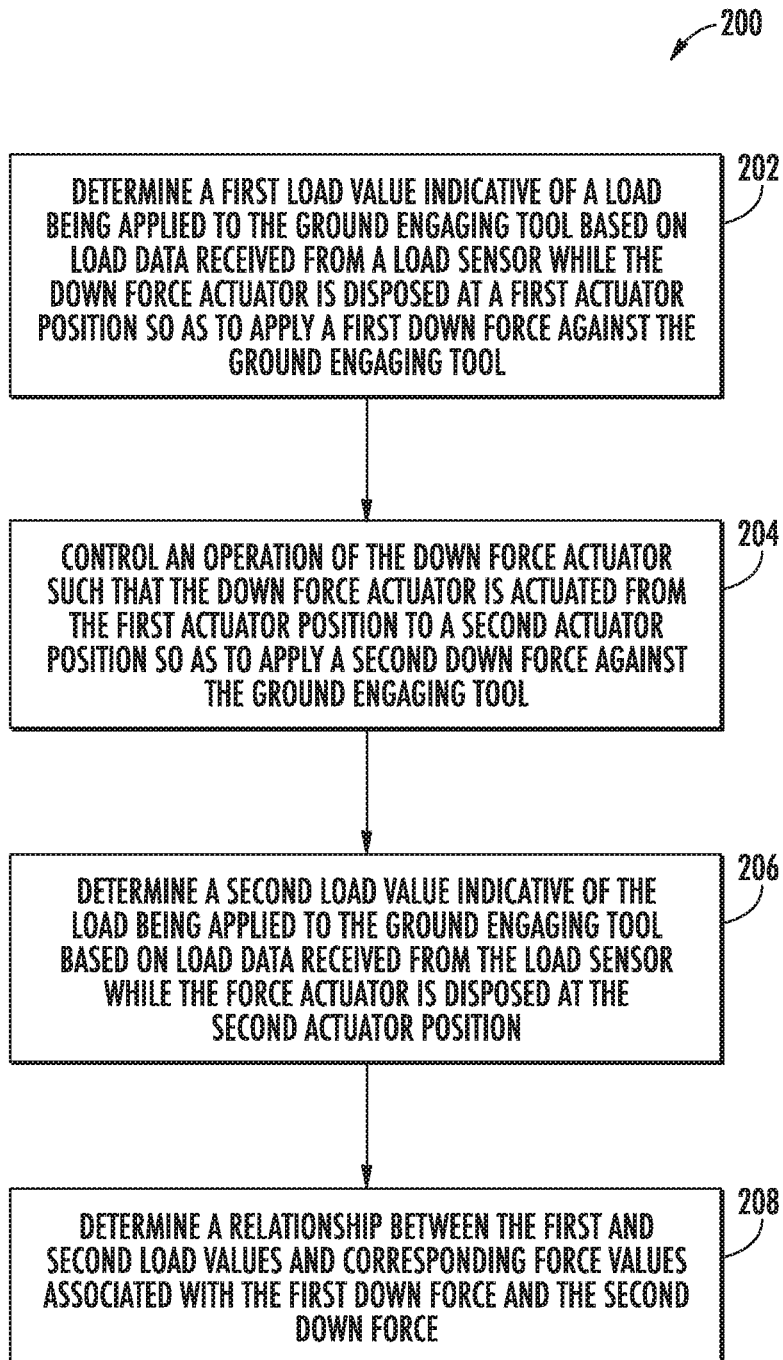 200
202
DETERMINE A FIRST LOAD VALUE INDICATIVE OF A LOAD
BEING APPLIED TO THE GROUND ENGAGING TOOL BASED ON
LOAD DATA RECEIVED FROM A LOAD SENSOR WHILE THE
DOWN FORCE ACTUATOR IS DISPOSED AT A FIRST ACTUATOR
POSITION SO AS TO APPLY A FIRST DOWN FORCE AGAINST THE
GROUND ENGAGING TOOL
204
CONTROL AN OPERATION OF THE DOWN FORCE ACTUATOR
SUCH THAT THE DOWN FORCE ACTUATOR IS ACTUATED FROM
THE FIRST ACTUATOR POSITION TO A SECOND ACTUATOR
POSITION SO AS TO APPLY A SECOND DOWN FORCE AGAINST
THE GROUND ENGAGING TOOL
206
DETERMINE A SECOND LOAD VALUE INDICATIVE OF THE
LOAD BEING APPLIED TO THE GROUND ENGAGING TOOL
BASED ON LOAD DATA RECEIVED FROM THE LOAD SENSOR
WHILE THE FORCE ACTUATOR IS DISPOSED AT THE
SECOND ACTUATOR POSITION
208
DETERMINE A RELATIONSHIP BETWEEN THE FIRST AND
SECOND LOAD VALUES AND CORRESPONDING FORCE VALUES
ASSOCIATED WITH THE FIRST DOWN FORCE AND THE SECOND
DOWN FORCE